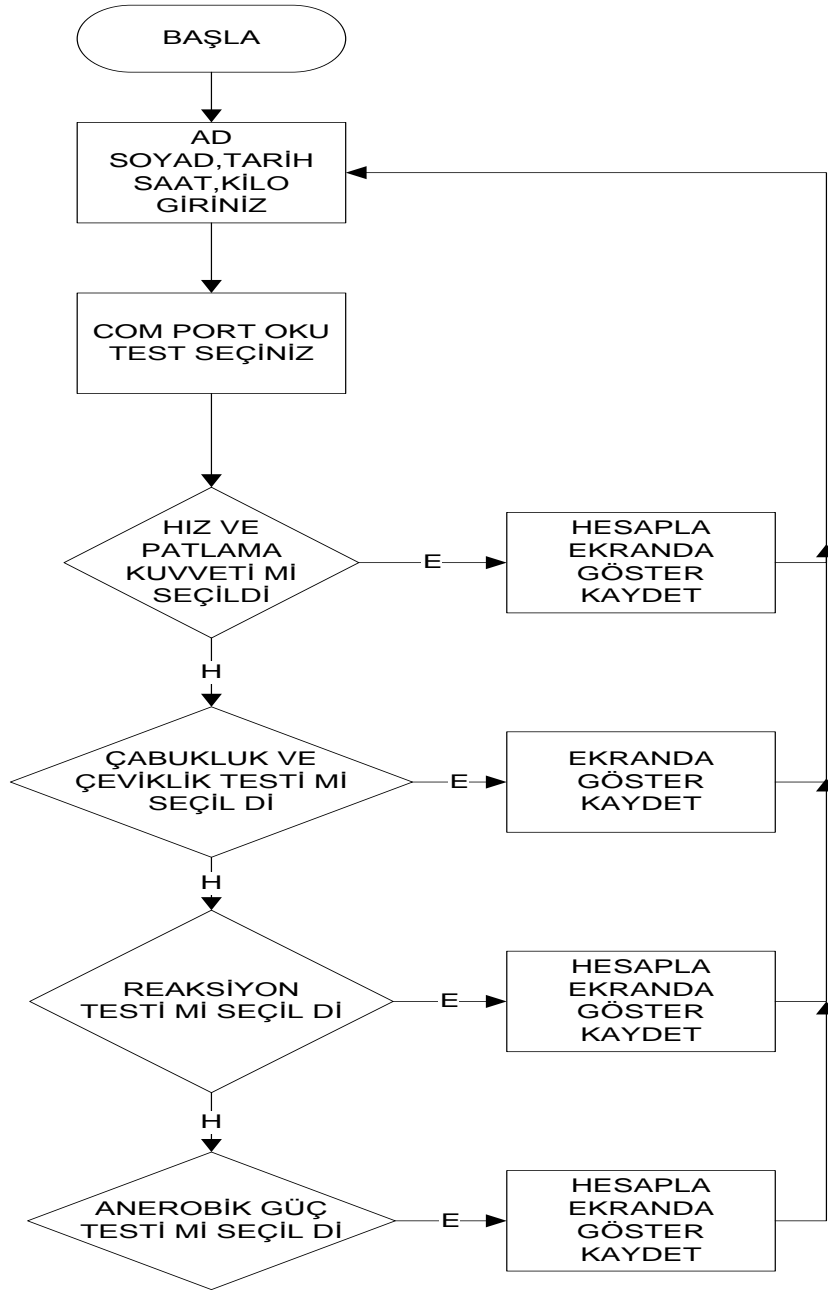 BAŞLA
AD
SOYAD,TARİH
SAAT,KİLO
GİRİNİZ
COM PORT OKU
TEST SEÇİNİZ
HIZ VE
PATLAMA
KUVVETİ Mİ
SEÇİLDİ
E
HESAPLA
EKRANDA
GÖSTER
KAYDET
H
ÇABUKLUK VE
ÇEVİKLİK TESTİ Mİ
SEÇİL Dİ
E
EKRANDA
GÖSTER
KAYDET
H
REAKSİYON
TESTİ Mİ SEÇİL Dİ
E
HESAPLA
EKRANDA
GÖSTER
KAYDET
H
ANEROBİK GÜÇ
TESTİ Mİ SEÇİL Dİ
E
HESAPLA
EKRANDA
GÖSTER
KAYDET